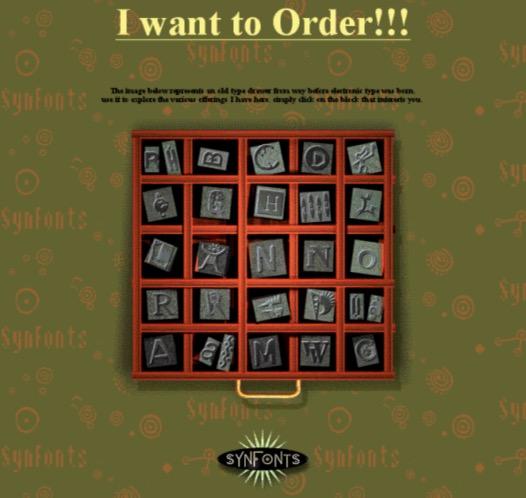 I want to Order!!!
The image below represents an old type drawer from way before electronic type was born,
use it to explore the various offerings I have here, simply click on the block that interests you.
B C D
H
N N O
R R
A M W G
SYNFONTS